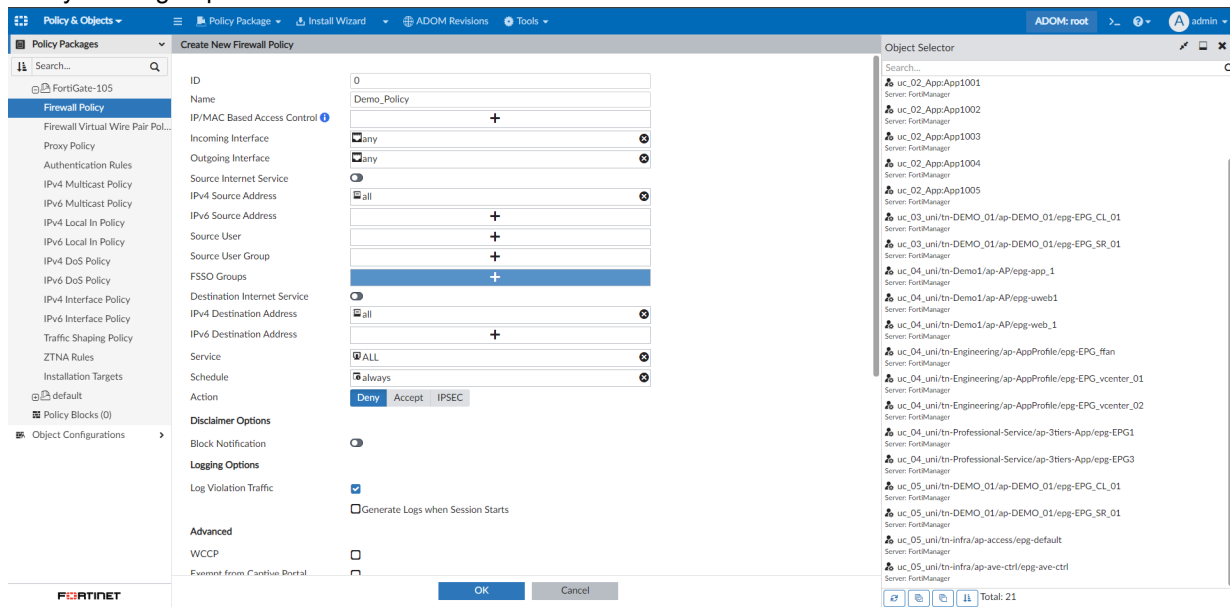 Policy & Objects
Policy Package
Install Wizard
ADOM Revisions
Tools
ADOM: root
>_
A admin
Policy Packages
Create New Firewall Policy
Object Selector
Search...
FortiGate-105
Firewall Policy
Firewall Virtual Wire Pair Pol...
Proxy Policy
Authentication Rules
IPv4 Multicast Policy
IPv6 Multicast Policy
IPv4 Local In Policy
IPv6 Local In Policy
IPv4 DoS Policy
IPv6 DoS Policy
IPv4 Interface Policy
IPv6 Interface Policy
Traffic Shaping Policy
ZTNA Rules
Installation Targets
default
Policy Blocks (0)
Object Configurations
FORTINET
ID 0
Name Demo_Policy
IP/MAC Based Access Control
Incoming Interface any
Outgoing Interface any
Source Internet Service
IPv4 Source Address all
IPv6 Source Address
Source User
Source User Group
FSSO Groups
Destination Internet Service
IPv4 Destination Address all
IPv6 Destination Address
Service ALL
Schedule always
Action Deny Accept IPSEC
Disclaimer Options
Block Notification
Logging Options
Log Violation Traffic
Generate Logs when Session Starts
Advanced
WCCP
Exempt from Captive Portal
OK Cancel
Search...
uc_02_App:App1001
Server: FortiManager
uc_02_App:App1002
Server: FortiManager
uc_02_App:App1003
Server: FortiManager
uc_02_App:App1004
Server: FortiManager
uc_02_App:App1005
Server: FortiManager
uc_03_uni/tn-DEMO_01/ap-DEMO_01/epg-EPG_CL_01
Server: FortiManager
uc_03_uni/tn-DEMO_01/ap-DEMO_01/epg-EPG_SR_01
Server: FortiManager
uc_04_uni/tn-Demo1/ap-AP/epg-app_1
Server: FortiManager
uc_04_uni/tn-Demo1/ap-AP/epg-uweb1
Server: FortiManager
uc_04_uni/tn-Demo1/ap-AP/epg-web_1
Server: FortiManager
uc_04_uni/tn-Engineering/ap-AppProfile/epg-EPG_ffan
Server: FortiManager
uc_04_uni/tn-Engineering/ap-AppProfile/epg-EPG_vcenter_01
Server: FortiManager
uc_04_uni/tn-Engineering/ap-AppProfile/epg-EPG_vcenter_02
Server: FortiManager
uc_04_uni/tn-Professional-Service/ap-3tiers-App/epg-EPG1
Server: FortiManager
uc_04_uni/tn-Professional-Service/ap-3tiers-App/epg-EPG3
Server: FortiManager
uc_05_uni/tn-DEMO_01/ap-DEMO_01/epg-EPG_CL_01
Server: FortiManager
uc_05_uni/tn-DEMO_01/ap-DEMO_01/epg-EPG_SR_01
Server: FortiManager
uc_05_uni/tn-infra/ap-access/epg-default
Server: FortiManager
uc_05_uni/tn-infra/ap-ave-ctrl/epg-ave-ctrl
Server: FortiManager
Total: 21